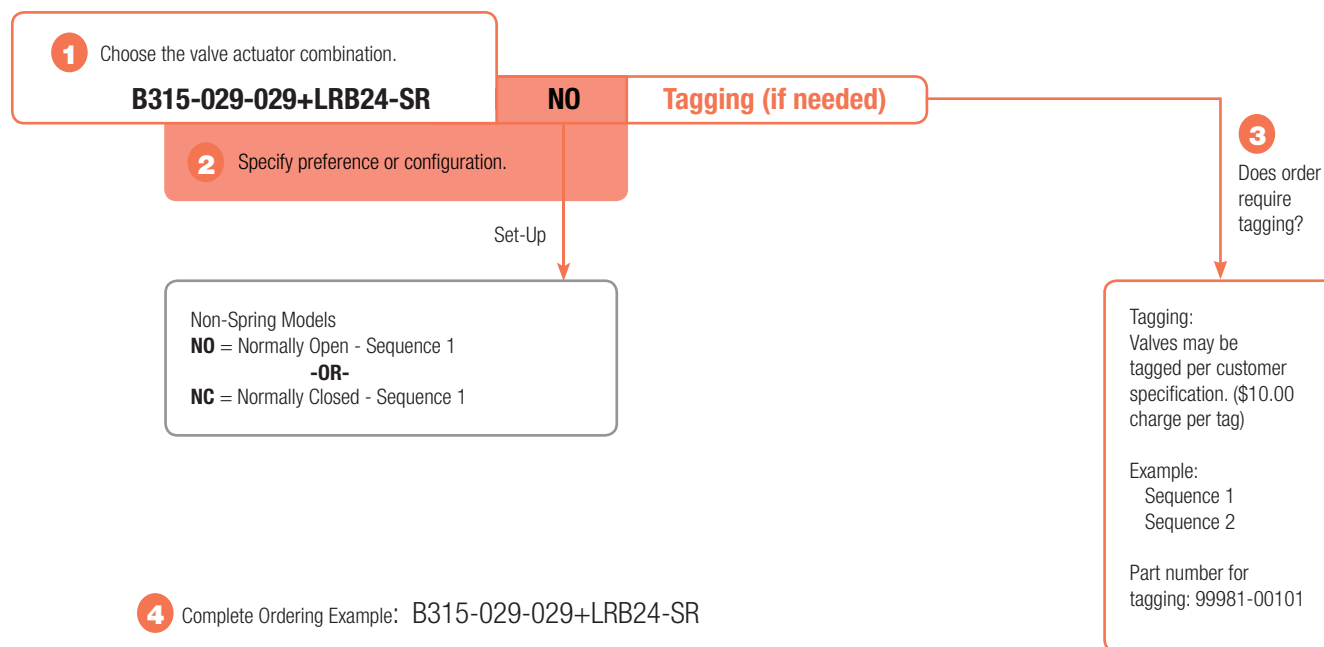 1 Choose the valve actuator combination.
B315-029-029+LRB24-SR NO Tagging (if needed)
2 Specify preference or configuration.
3
Does order
require
tagging?
Set-Up
Non-Spring Models
NO = Normally Open - Sequence 1
-OR-
NC = Normally Closed - Sequence 1
Tagging:
Valves may be
tagged per customer
specification. ($10.00
charge per tag)
Example:
Sequence 1
Sequence 2
Part number for
tagging: 99981-00101
4 Complete Ordering Example: B315-029-029+LRB24-SR